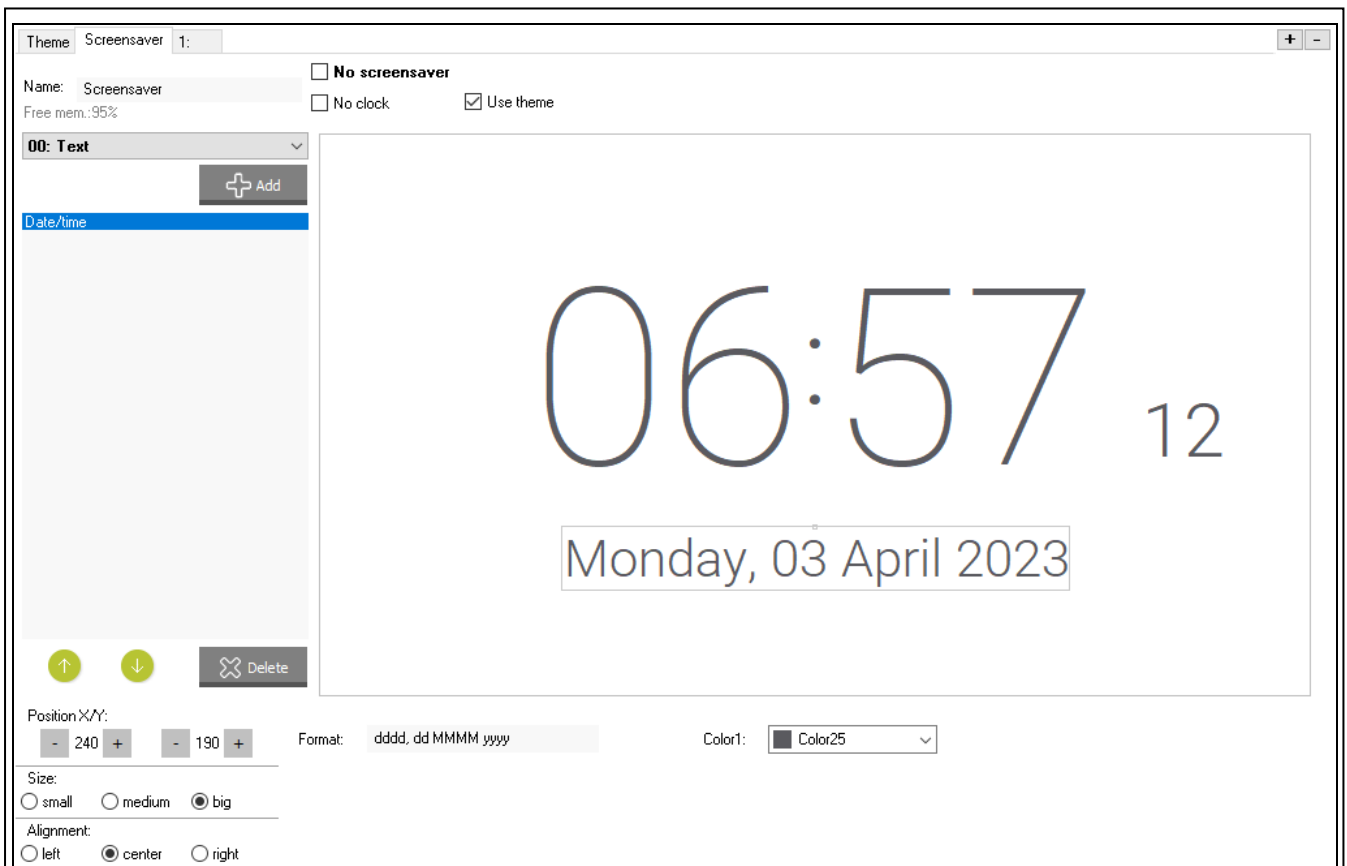 Theme Screensaver 1: + -
No screensaver
Name: Screensaver
No clock Use theme
Free mem.:95%
00: Text
Add
Date/time
06:57 12
Monday, 03 April 2023
Delete
Position X/Y:
- 240 + - 190 + Format: dddd, dd MMMM yyyy Color1: Color25
Size:
small medium big
Alignment:
left center right